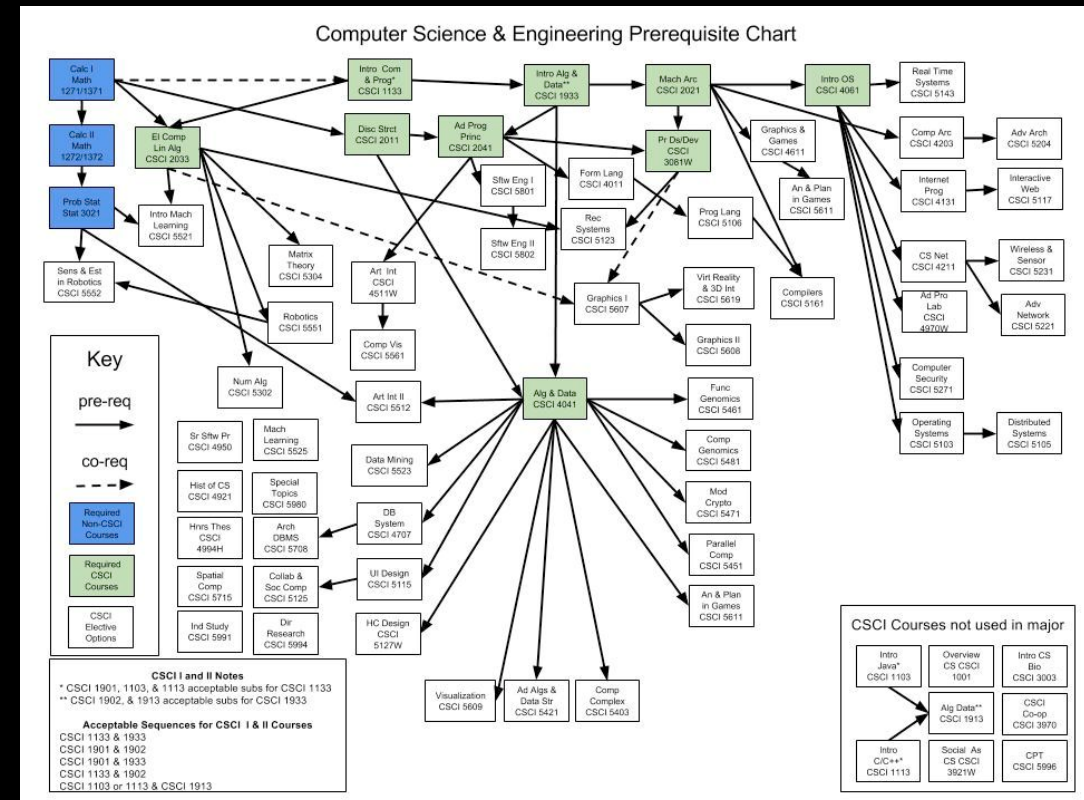 Computer Science & Engineering Prerequisite Chart
Calc I
Math
1271/1371
Intro Com
& Prog*
CSCI 1133
Intro Alg &
Data**
CSCI 1933
Mach Arc
CSCI 2021
Intro OS
CSCI 4061
Real Time
Systems
CSCI 5143
Calc II
Math
1272/1372
El Comp
Lin Alg
CSCI 2033
Disc Strct
CSCI 2011
Ad Prog
Princ
CSCI 2041
Pr Ds/Dev
CSCI
3081W
Graphics &
Games
CSCI 4611
Comp Arc
CSCI 4203
Adv Arch
CSCI 5204
Prob Stat
Stat 3021
Intro Mach
Learning
CSCI 5521
Sftw Eng I
CSCI 5801
Form Lang
CSCI 4011
An & Plan
in Games
CSCI 5611
Internet
Prog
CSCI 4131
Interactive
Web
CSCI 5117
Sens & Est
in Robotics
CSCI 5552
Matrix
Theory
CSCI 5304
Sftw Eng II
CSCI 5802
Rec
Systems
CSCI 5123
Prog Lang
CSCI 5106
CS Net
CSCI 4211
Wireless &
Sensor
CSCI 5231
Robotics
CSCI 5551
Art Int
CSCI
4511W
Graphics I
CSCI 5607
Virt Reality
& 3D Int
CSCI 5619
Compilers
CSCI 5161
Ad Pro
Lab
CSCI
4970W
Adv
Network
CSCI 5221
Comp Vis
CSCI 5561
Graphics II
CSCI 5608
Num Alg
CSCI 5302
Art Int II
CSCI 5512
Alg & Data
CSCI 4041
Func
Genomics
CSCI 5461
Computer
Security
CSCI 5271
Operating
Systems
CSCI 5103
Distributed
Systems
CSCI 5105
Key
pre-req
co-req
Required
Non-CSCI
Courses
Required
CSCI
Courses
CSCI
Elective
Options
Sr Sftw Pr
CSCI 4950
Mach
Learning
CSCI 5525
Data Mining
CSCI 5523
Comp
Genomics
CSCI 5481
Hist of CS
CSCI 4921
Special
Topics
CSCI 5980
DB
System
CSCI 4707
Mod
Crypto
CSCI 5471
Hnrs Thes
CSCI
4994H
Arch
DBMS
CSCI 5708
Parallel
Comp
CSCI 5451
Spatial
Comp
CSCI 5715
Collab &
Soc Comp
CSCI 5125
UI Design
CSCI 5115
An & Plan
in Games
CSCI 5611
Ind Study
CSCI 5991
Dir
Research
CSCI 5994
HC Design
CSCI
5127W
Visualization
CSCI 5609
Ad Algs &
Data Str
CSCI 5421
Comp
Complex
CSCI 5403
CSCI I and II Notes
* CSCI 1901, 1103, & 1113 acceptable subs for CSCI 1133
** CSCI 1902, & 1913 acceptable subs for CSCI 1933
Acceptable Sequences for CSCI I & II Courses
CSCI 1133 & 1933
CSCI 1901 & 1902
CSCI 1901 & 1933
CSCI 1133 & 1902
CSCI 1103 or 1113 & CSCI 1913
CSCI Courses not used in major
Intro
Java*
CSCI 1103
Overview
CS CSCI
1001
Intro CS
Bio
CSCI 3003
Alg Data**
CSCI 1913
CSCI
Co-op
CSCI 3970
Intro
C/C++*
CSCI 1113
Social As
CS CSCI
3921W
CPT
CSCI 5996